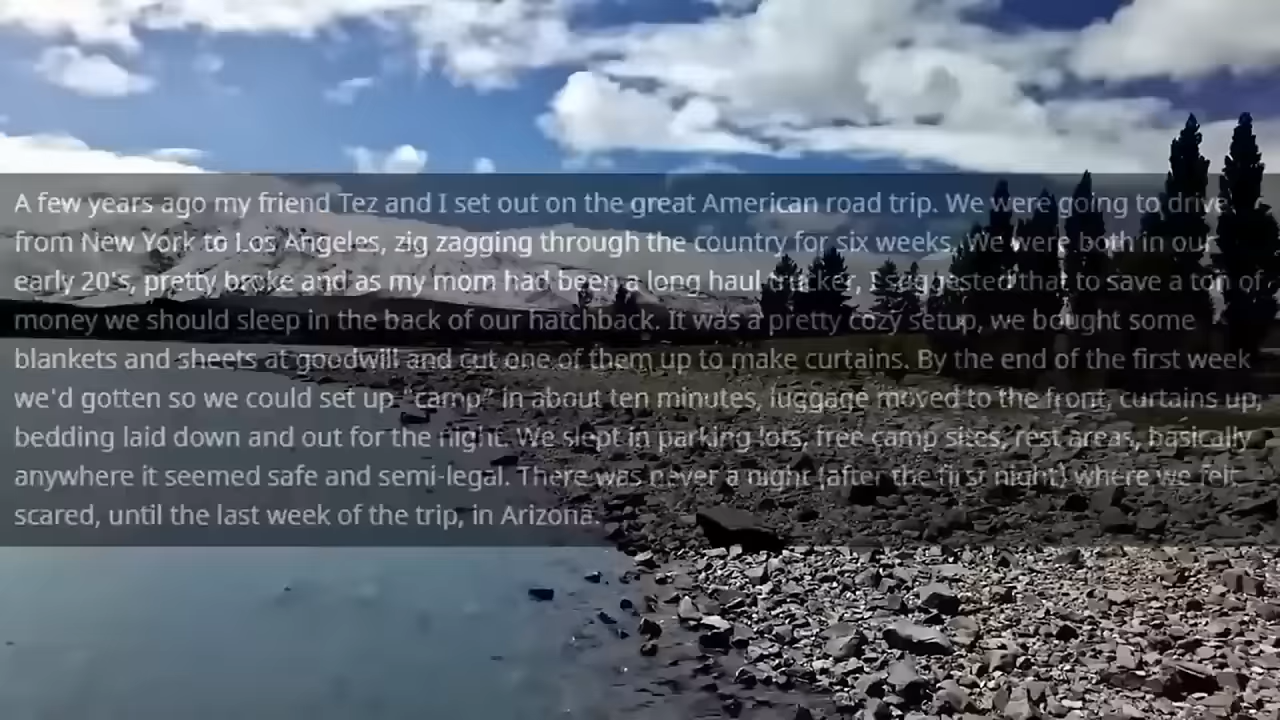 A few years ago my friend Tez and I set out on the great American road trip. We were going to drive
from New York to Los Angeles, zig zagging through the country for six weeks. We were both in our
early 20's, pretty broke and as my mom had been a long haul trucker, I suggested that to save a ton of
money we should sleep in the back of our hatchback. It was a pretty cozy setup, we bought some
blankets and sheets at goodwill and cut one of them up to make curtains. By the end of the first week
we'd gotten so we could set up "camp" in about ten minutes, luggage moved to the front, curtains up,
bedding laid down and out for the night. We slept in parking lots, free camp sites, rest areas, basically
anywhere it seemed safe and semi-legal. There was never a night (after the first night) where we felt
scared, until the last week of the trip, in Arizona.